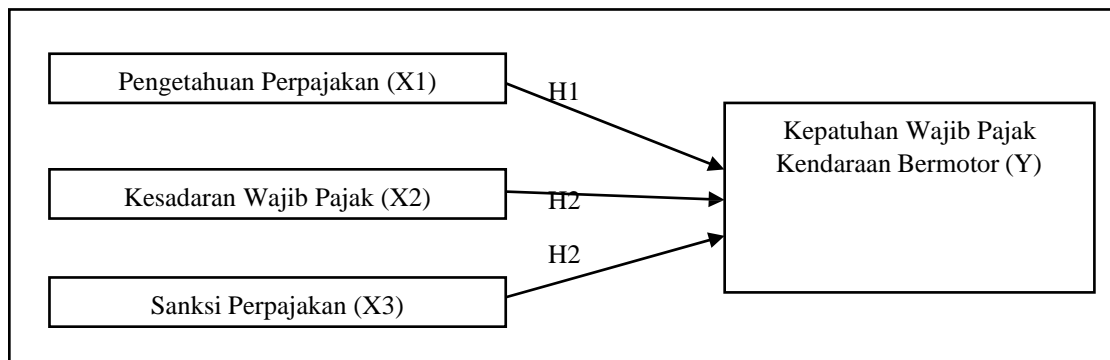 Pengetahuan Perpajakan (X1)
H1
Kepatuhan Wajib Pajak
Kendaraan Bermotor (Y)
Kesadaran Wajib Pajak (X2)
H2
H2
Sanksi Perpajakan (X3)